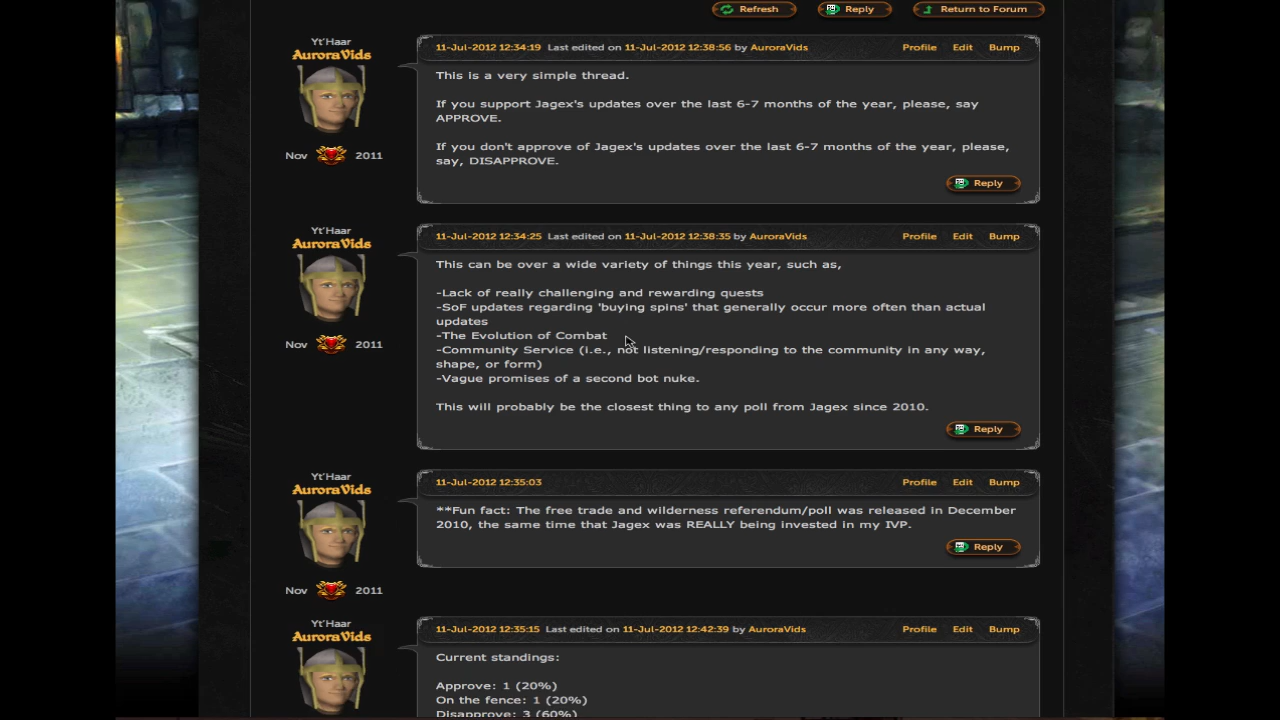 Refresh Reply Return to Forum
Yt'Haar
AuroraVids
Nov 2011
11-Jul-2012 12:34:19 Last edited on 11-Jul-2012 12:38:56 by AuroraVids Profile Edit Bump
This is a very simple thread.
If you support Jagex's updates over the last 6-7 months of the year, please, say
APPROVE.
If you don't approve of Jagex's updates over the last 6-7 months of the year, please,
say, DISAPPROVE.
Reply
Yt'Haar
AuroraVids
Nov 2011
11-Jul-2012 12:34:25 Last edited on 11-Jul-2012 12:38:35 by AuroraVids Profile Edit Bump
This can be over a wide variety of things this year, such as,
-Lack of really challenging and rewarding quests
-SoF updates regarding 'buying spins' that generally occur more often than actual
updates
-The Evolution of Combat
-Community Service (i.e., not listening/responding to the community in any way,
shape, or form)
-Vague promises of a second bot nuke.
This will probably be the closest thing to any poll from Jagex since 2010.
Reply
Yt'Haar
AuroraVids
Nov 2011
11-Jul-2012 12:35:03 Profile Edit Bump
**Fun fact: The free trade and wilderness referendum/poll was released in December
2010, the same time that Jagex was REALLY being invested in my IVP.
Reply
Yt'Haar
AuroraVids
11-Jul-2012 12:35:15 Last edited on 11-Jul-2012 12:42:39 by AuroraVids Profile Edit Bump
Current standings:
Approve: 1 (20%)
On the fence: 1 (20%)
Disapprove: 3 (60%)